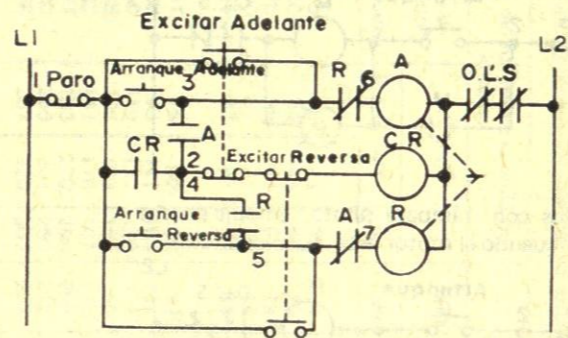 Excitar Adelante
L1
L2
1 Paro
Arranque Adelante
3
R
6
A
O.L'.S
A
CR
2
Excitar Reversa
CR
4
Arranque
R
Reversa
5
A
7
R